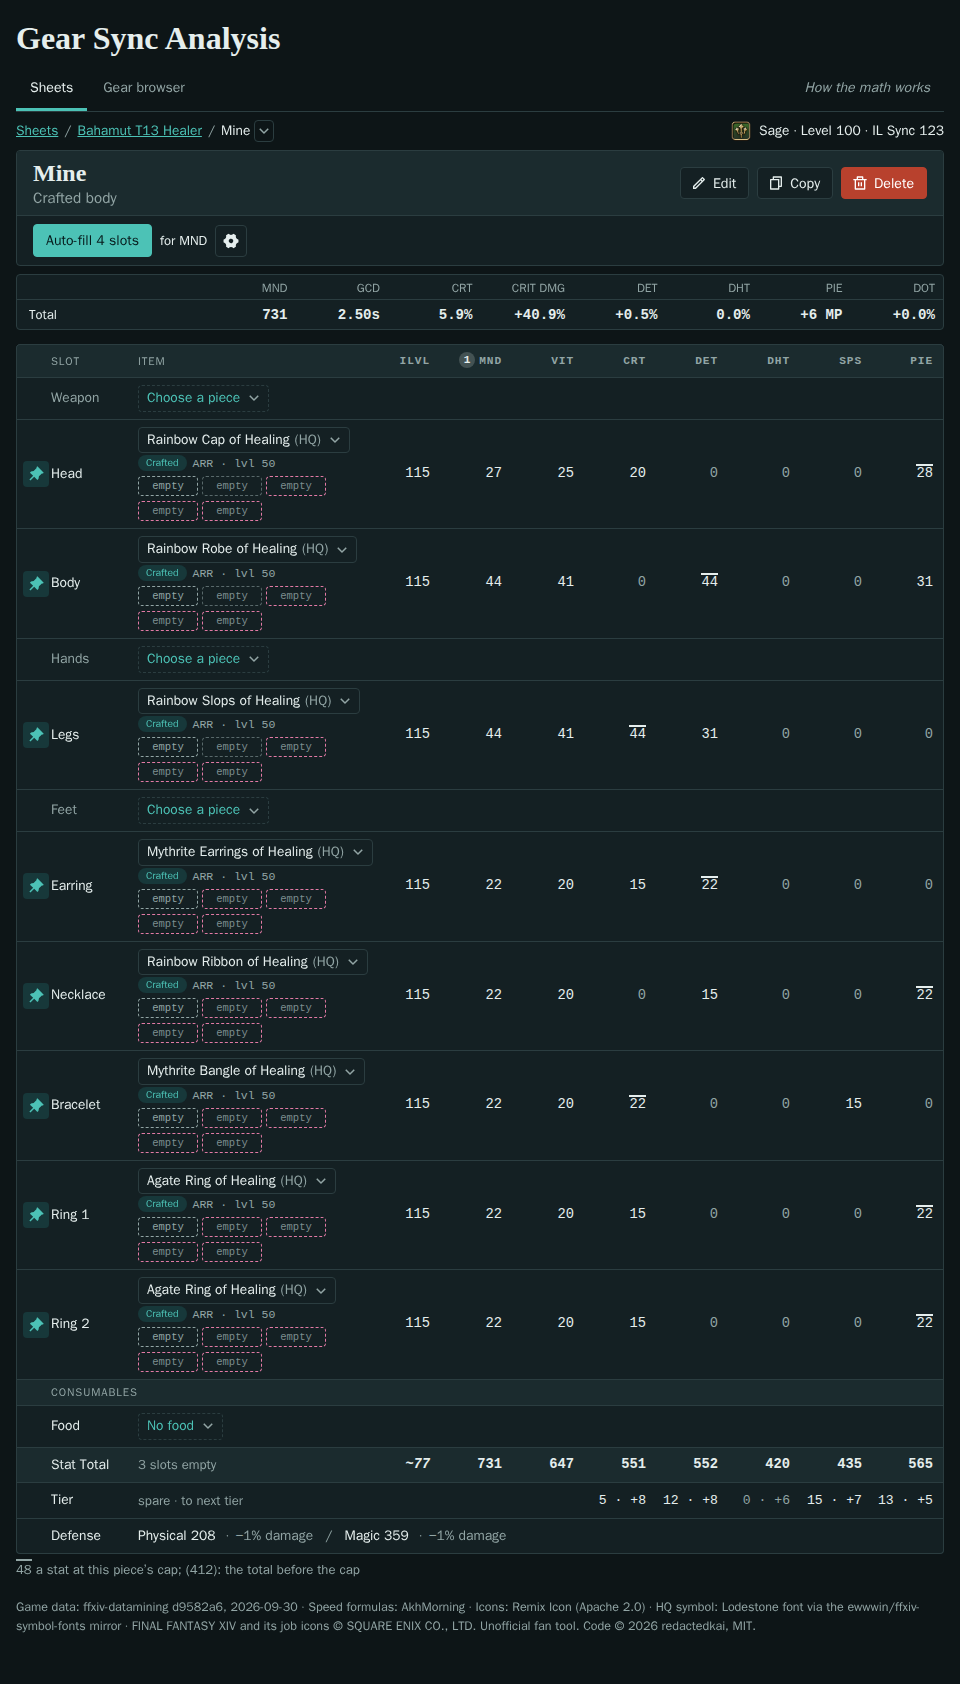 Gear Sync Analysis
Sheets Gear browser How the math works
Sheets / Bahamut T13 Healer / Mine Sage · Level 100 · IL Sync 123
Mine
Crafted body
Edit Copy Delete
Auto-fill 4 slots for MND
MND GCD CRT CRIT DMG DET DHT PIE DOT
Total 731 2.50s 5.9% +40.9% +0.5% 0.0% +6 MP +0.0%
SLOT ITEM ILVL 1 MND VIT CRT DET DHT SPS PIE
Weapon Choose a piece
Rainbow Cap of Healing (HQ)
Crafted ARR · lvl 50
Head 115 27 25 20 0 0 0 28
empty empty empty
empty empty
Rainbow Robe of Healing (HQ)
Crafted ARR · lvl 50
Body 115 44 41 0 44 0 0 31
empty empty empty
empty empty
Hands Choose a piece
Rainbow Slops of Healing (HQ)
Crafted ARR · lvl 50
Legs 115 44 41 44 31 0 0 0
empty empty empty
empty empty
Feet Choose a piece
Mythrite Earrings of Healing (HQ)
Crafted ARR · lvl 50
Earring 115 22 20 15 22 0 0 0
empty empty empty
empty empty
Rainbow Ribbon of Healing (HQ)
Crafted ARR · lvl 50
Necklace 115 22 20 0 15 0 0 22
empty empty empty
empty empty
Mythrite Bangle of Healing (HQ)
Crafted ARR · lvl 50
Bracelet 115 22 20 22 0 0 15 0
empty empty empty
empty empty
Agate Ring of Healing (HQ)
Crafted ARR · lvl 50
Ring 1 115 22 20 15 0 0 0 22
empty empty empty
empty empty
Agate Ring of Healing (HQ)
Crafted ARR · lvl 50
Ring 2 115 22 20 15 0 0 0 22
empty empty empty
empty empty
CONSUMABLES
Food No food
Stat Total 3 slots empty ~77 731 647 551 552 420 435 565
Tier spare · to next tier 5 · +8 12 · +8 0 · +6 15 · +7 13 · +5
Defense Physical 208 · −1% damage / Magic 359 · −1% damage
48 a stat at this piece's cap; (412): the total before the cap
Game data: ffxiv-datamining d9582a6, 2026-09-30 · Speed formulas: AkhMorning · Icons: Remix Icon (Apache 2.0) · HQ symbol: Lodestone font via the ewwwin/ffxiv-
symbol-fonts mirror · FINAL FANTASY XIV and its job icons © SQUARE ENIX CO., LTD. Unofficial fan tool. Code © 2026 redactedkai, MIT.